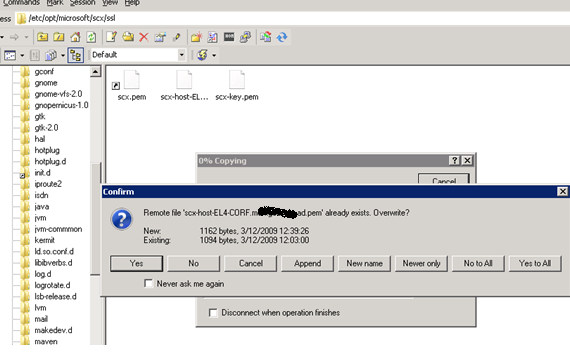 Commands Mark Session View Help
/etc/opt/microsoft/scx/ssl
Default
gconf
gnome
gnome-vfs-2.0
gnopernicus-1.0
gtk
gtk-2.0
hal
hotplug
hotplug.d
init.d
iproute2
isdn
java
jvm
jvm-commmon
kermit
ld.so.conf.d
libibverbs.d
log.d
logrotate.d
lsb-release.d
lvm
mail
makedev.d
maven
scx.pem
scx-host-EL...
scx-key.pem
0% Copying
Cancel
Confirm
Remote file 'scx-host-EL4-CORF.m ad.pem' already exists. Overwrite?
New: 1162 bytes, 3/12/2009 12:39:26
Existing: 1094 bytes, 3/12/2009 12:03:00
Yes No Cancel Append New name Newer only No to All Yes to All
Never ask me again
Disconnect when operation finishes